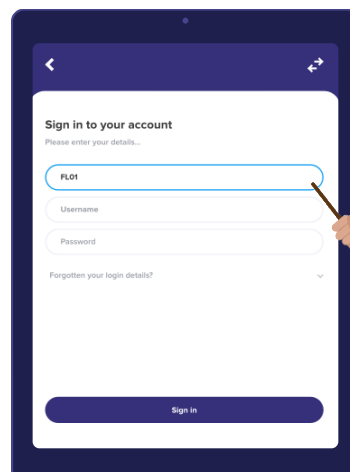 Sign in to your account
Please enter your details...
FL01
Username
Password
Forgotten your login details?
Sign in